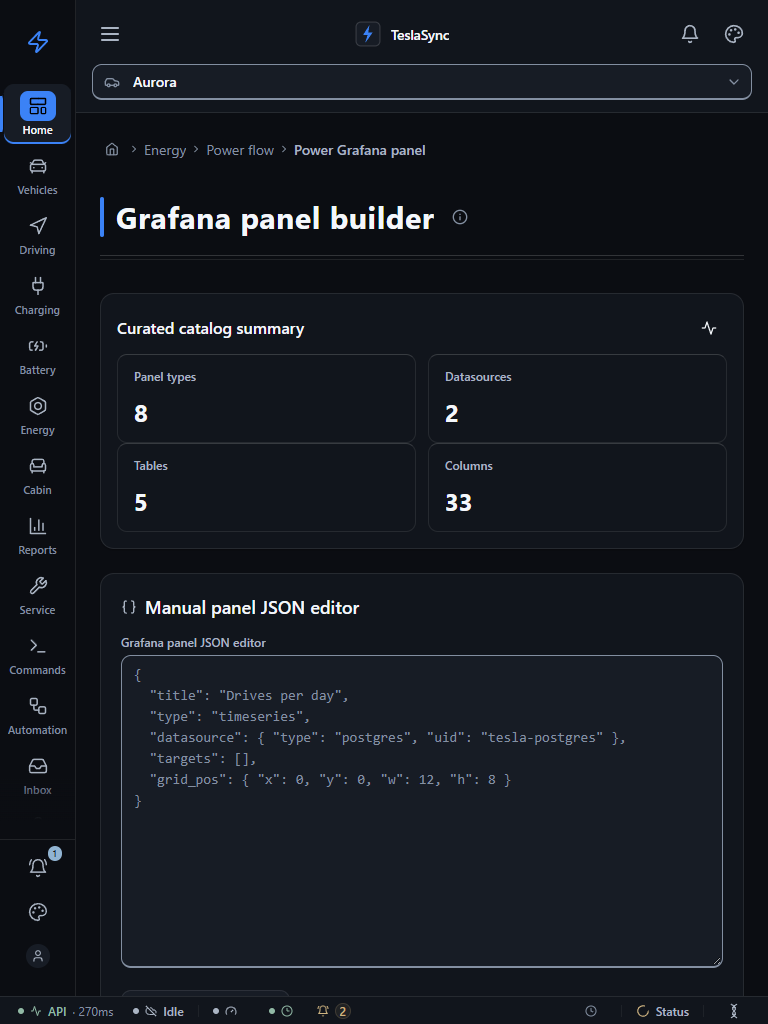 TeslaSync
Aurora
Home
Vehicles
Driving
Charging
Battery
Energy
Cabin
Reports
Service
Commands
Automation
Inbox
1
Energy
Power flow
Power Grafana panel
Grafana panel builder
Curated catalog summary
Panel types
8
Datasources
2
Tables
5
Columns
33
Manual panel JSON editor
Grafana panel JSON editor
{
  "title": "Drives per day",
  "type": "timeseries",
  "datasource": { "type": "postgres", "uid": "tesla-postgres" },
  "targets": [],
  "grid_pos": { "x": 0, "y": 0, "w": 12, "h": 8 }
}
API · 270ms
Idle
2
Status